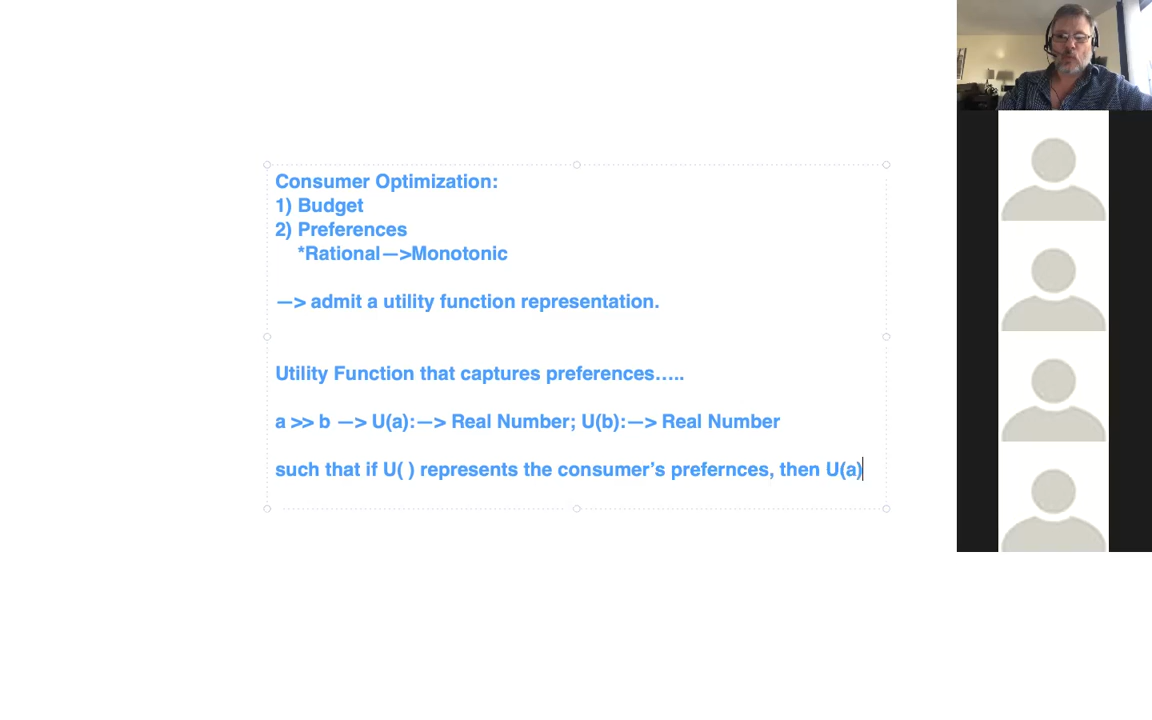 Consumer Optimization:
1) Budget
2) Preferences
*Rational—>Monotonic
—> admit a utility function representation.
Utility Function that captures preferences.....
a >> b —> U(a):—> Real Number; U(b):—> Real Number
such that if U( ) represents the consumer’s prefernces, then U(a)